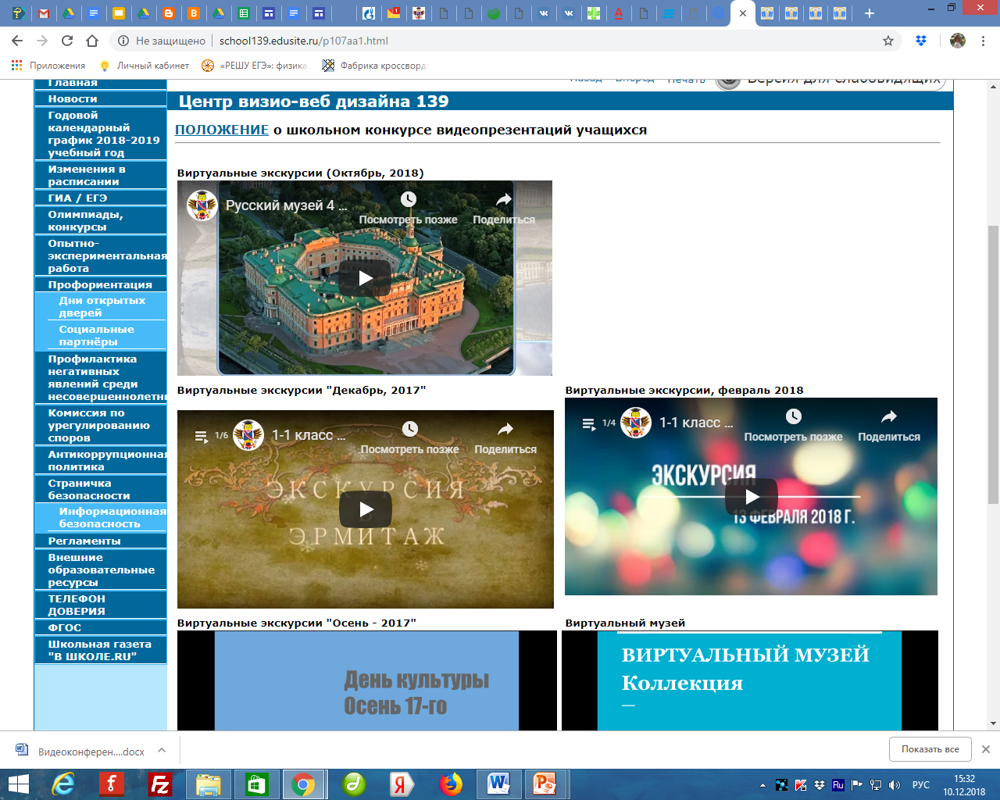 Не защищено
school139.edusite.ru/p107aa1.html
Приложения
Личный кабинет
«РЕШУ ЕГЭ»: физика
Фабрика кроссворд
Главная
Новости
Годовой
календарный
график 2018-2019
учебный год
Изменения в
расписании
ГИА / ЕГЭ
Олимпиады,
конкурсы
Опытно-
экспериментальная
работа
Профориентация
Дни открытых
дверей
Социальные
партнёры
Профилактика
негативных
явлений среди
несовершеннолетни
Комиссия по
урегулированию
споров
Антикоррупционная
политика
Страничка
безопасности
Информационная
безопасность
Регламенты
Внешние
образовательные
ресурсы
ТЕЛЕФОН
ДОВЕРИЯ
ФГОС
Школьная газета
"В ШКОЛЕ.RU"
Назад Вперед Печать Версия для слабовидящих
Центр визио-веб дизайна 139
ПОЛОЖЕНИЕ о школьном конкурсе видеопрезентаций учащихся
Виртуальные экскурсии (Октябрь, 2018)
Русский музей 4 ...
Посмотреть позже
Поделиться
Виртуальные экскурсии "Декабрь, 2017"
1/6
1-1 класс ...
Посмотреть позже
Поделиться
ЭКСКУРСИЯ
ЭРМИТАЖ
Виртуальные экскурсии, февраль 2018
1/4
1-1 класс ...
Посмотреть позже
Поделиться
ЭКСКУРСИЯ
13 ФЕВРАЛЯ 2018 Г.
Виртуальные экскурсии "Осень - 2017"
День культуры
Осень 17-го
Виртуальный музей
ВИРТУАЛЬНЫЙ МУЗЕЙ
Коллекция
Видеоконферен....docx
Показать все
Ru
РУС
15:32
10.12.2018